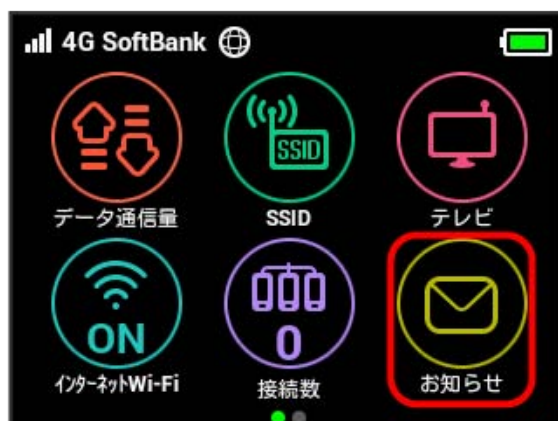 4G SoftBank
SSID
データ通信量
SSID
テレビ
ON
0
インターネットWi-Fi
接続数
お知らせ